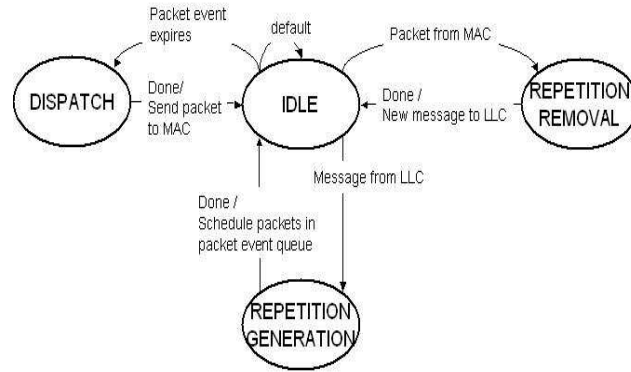 Packet event
expires
default
Packet from MAC
DISPATCH
Done/
Send packet
to MAC
IDLE
Done /
New message to LLC
REPETITION
REMOVAL
Message from LLC
Done /
Schedule packets in
packet event queue
REPETITION
GENERATION